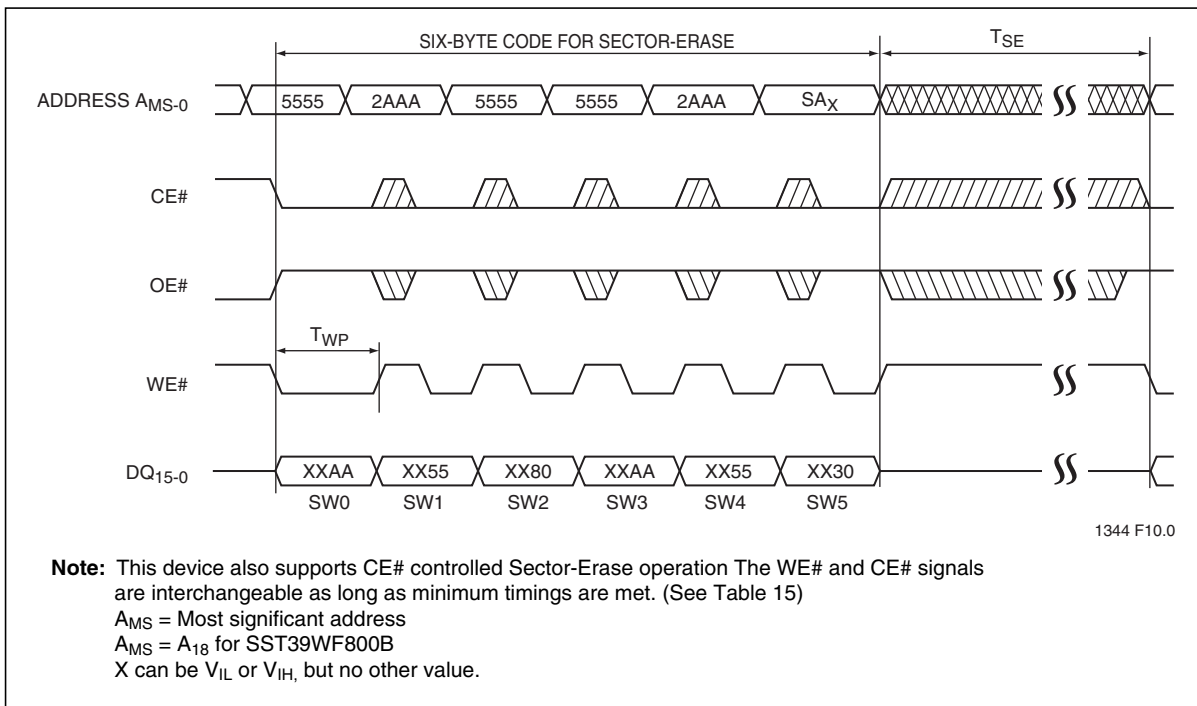 SIX-BYTE CODE FOR SECTOR-ERASE TSE
ADDRESS AMS-0 5555 2AAA 5555 5555 2AAA SAX
CE#
OE#
TWP
WE#
DQ15-0 XXAA XX55 XX80 XXAA XX55 XX30
SW0 SW1 SW2 SW3 SW4 SW5
1344 F10.0
Note: This device also supports CE# controlled Sector-Erase operation The WE# and CE# signals
are interchangeable as long as minimum timings are met. (See Table 15)
AMS = Most significant address
AMS = A18 for SST39WF800B
X can be VIL or VIH, but no other value.